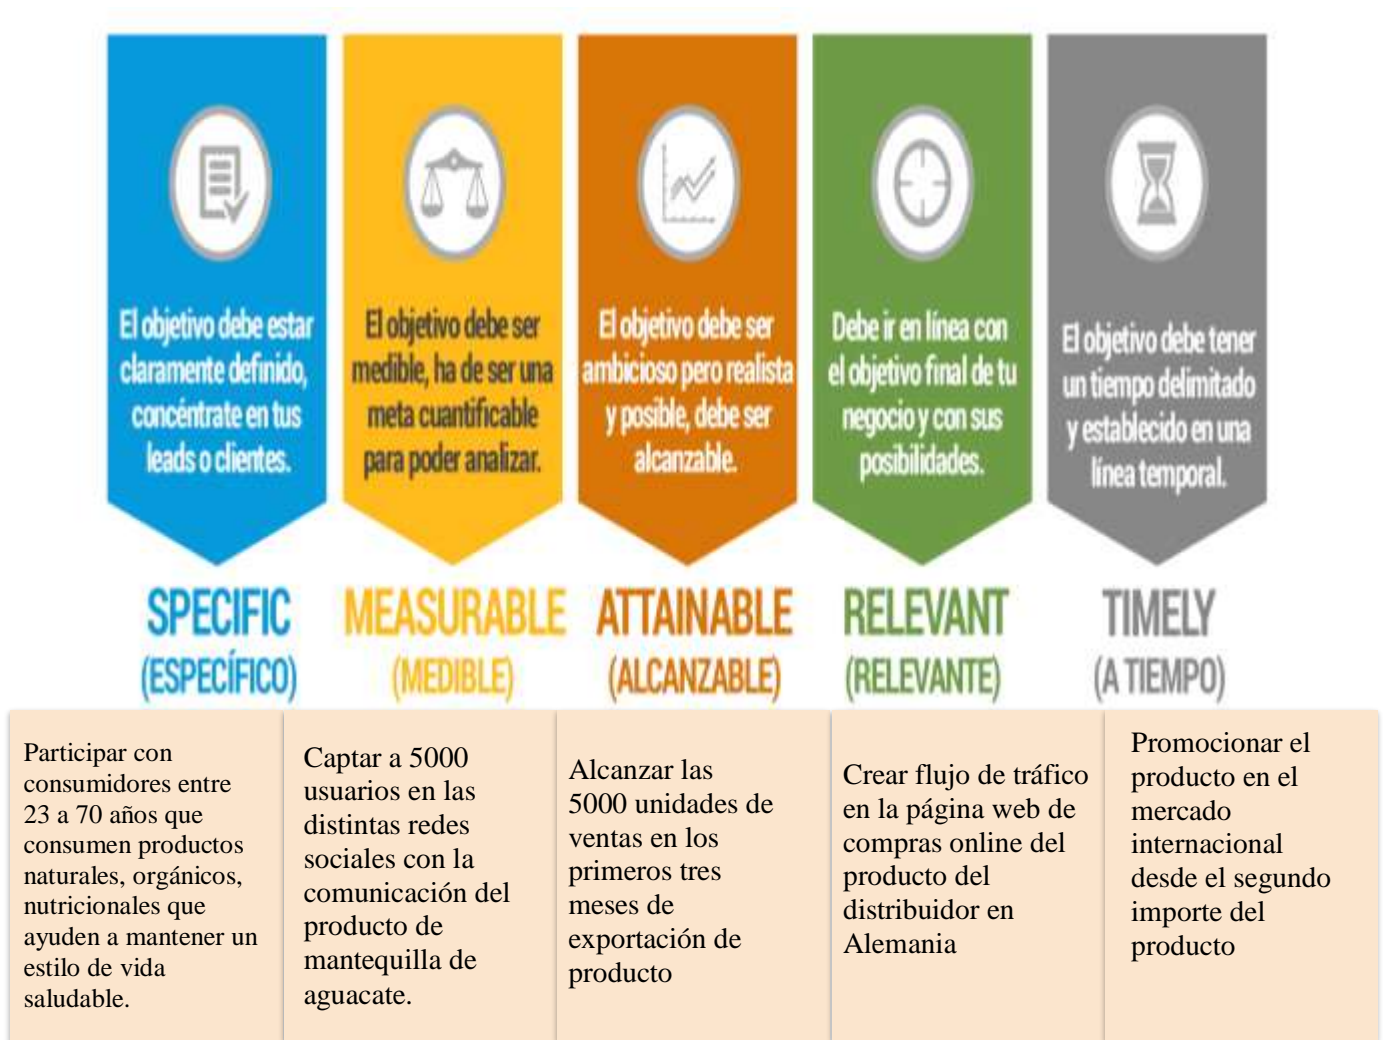 El objetivo debe estar
claramente definido,
concéntrate en tus
leads o clientes.
El objetivo debe ser
medible, ha de ser una
meta cuantificable
para poder analizar.
El objetivo debe ser
ambicioso pero realista
y posible, debe ser
alcanzable.
Debe ir en línea con
el objetivo final de tu
negocio y con sus
posibilidades.
El objetivo debe tener
un tiempo delimitado
y establecido en una
línea temporal.
SPECIFIC
(ESPECÍFICO)
MEASURABLE
(MEDIBLE)
ATTAINABLE
(ALCANZABLE)
RELEVANT
(RELEVANTE)
TIMELY
(A TIEMPO)
Participar con
consumidores entre
23 a 70 años que
consumen productos
naturales, orgánicos,
nutricionales que
ayuden a mantener un
estilo de vida
saludable.
Captar a 5000
usuarios en las
distintas redes
sociales con la
comunicación del
producto de
mantequilla de
aguacate.
Alcanzar las
5000 unidades de
ventas en los
primeros tres
meses de
exportación de
producto
Crear flujo de tráfico
en la página web de
compras online del
producto del
distribuidor en
Alemania
Promocionar el
producto en el
mercado
internacional
desde el segundo
importe del
producto